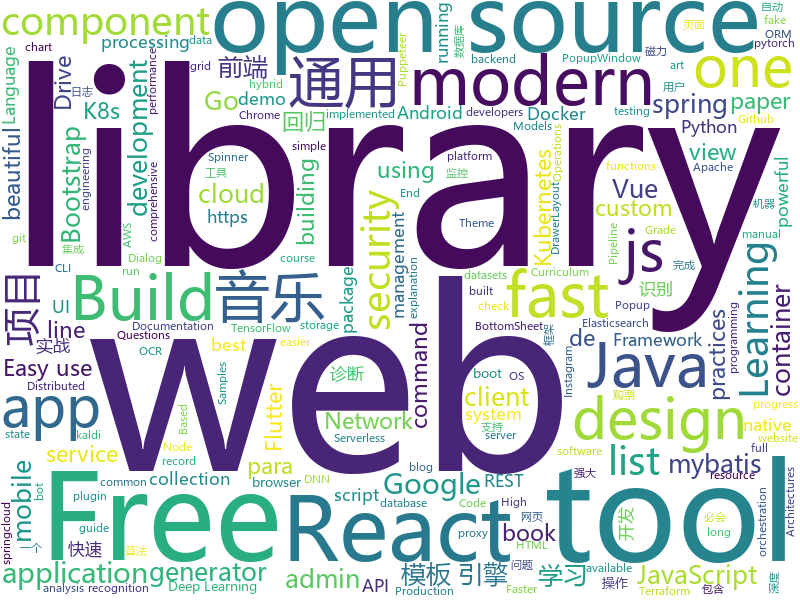 component
open source
自动
fake
processing
data
running
数据库
backend
Puppeteer
页面
磁力
ORM
pytorch
日志
Language
Drive
前端
通用
modern
one
chart
grid
hybrid
performance
PopupWindow
art
用户
K8s
Go
demo
Android
implemented
developers
Operations
spring
testing
Github
beautiful
Bootstrap
development
回归
Docker
Chrome
Models
paper
engineering
comprehensive
simple
platform
Python
long
library
using
view
Spinner
监控
functions
cloud
building
工具
End
Kubernetes
Vue
powerful
Apache
https
Theme
DrawerLayout
custom
机器
git
集成
AWS
Dialog
course
security
management
explanation
js
Grade
manual
CLI
run
package
datasets
Curriculum
Pipeline
识别
完成
项目
UI
Build
音乐
built
fast
Learning
container
TensorFlow
storage
check
Popup
line
Documentation
easier
BottomSheet
Elasticsearch
框架
programming
实战
Questions
best
command
Java
practices
Easy use
OCR
Samples
诊断
web
client
OS
Instagram
de
Framework
boot
Distributed
app
Network
Flutter
system
购票
progress
state
kaldi
Based
Serverless
支持
server
design
native
website
service
Node
para
Free
React
tool
list
mybatis
full
mobile
bot
common
collection
blog
browser
record
Google
REST
software
强大
resource
plugin
DNN
script
database
Code
High
book
网页
开发
必会
orchestration
Architectures
springcloud
快速
一个
guide
算法
HTML
proxy
问题
available
application
generator
admin
API
模板
引擎
学习
操作
JavaScript
包含
深度
analysis
recognition
Deep Learning
Production
Faster
Terraform